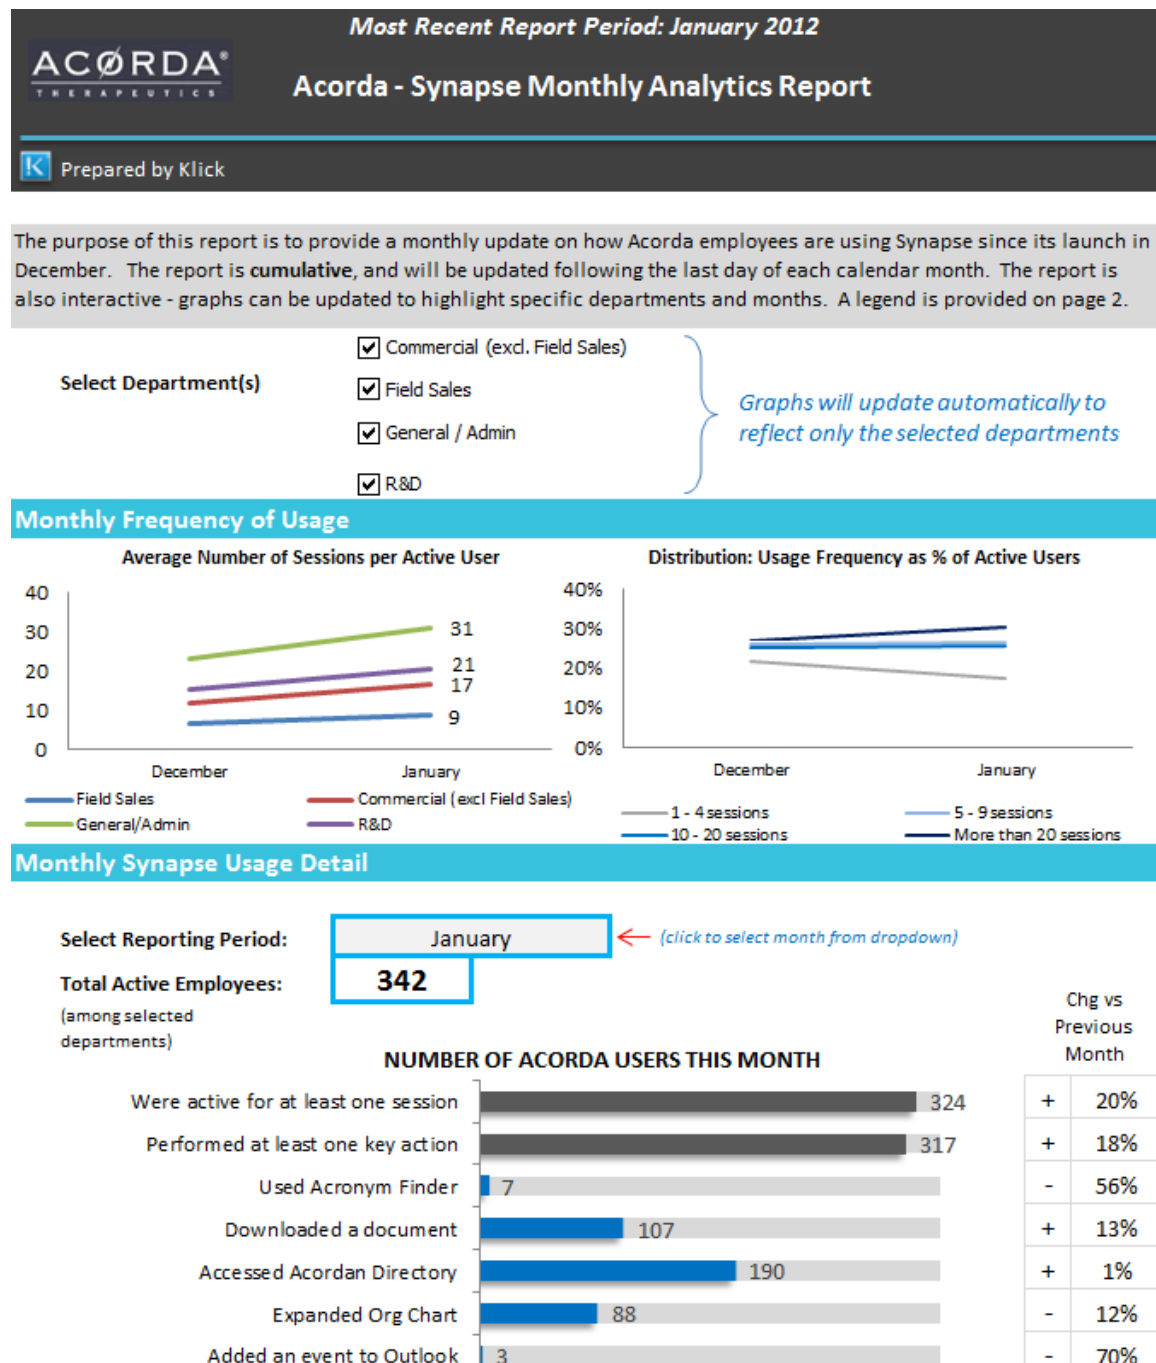 Most Recent Report Period: January 2012
ACØRDA®
THERAPEUTICS
Acorda - Synapse Monthly Analytics Report
K Prepared by Klick
The purpose of this report is to provide a monthly update on how Acorda employees are using Synapse since its launch in
December. The report is cumulative, and will be updated following the last day of each calendar month. The report is
also interactive - graphs can be updated to highlight specific departments and months. A legend is provided on page 2.
Select Department(s)
Commercial (excl. Field Sales)
Field Sales
General / Admin
R&D
Graphs will update automatically to
reflect only the selected departments
Monthly Frequency of Usage
Average Number of Sessions per Active User
40
30
20
10
0
31
21
17
9
December January
Field Sales Commercial (excl Field Sales)
General/Admin R&D
Distribution: Usage Frequency as % of Active Users
40%
30%
20%
10%
0%
December January
1 - 4 sessions 5 - 9 sessions
10 - 20 sessions More than 20 sessions
Monthly Synapse Usage Detail
Select Reporting Period: January (click to select month from dropdown)
Total Active Employees: 342
(among selected
departments)
Chg vs
Previous
Month
NUMBER OF ACORDA USERS THIS MONTH
Were active for at least one session 324 + 20%
Performed at least one key action 317 + 18%
Used Acronym Finder 7 - 56%
Downloaded a document 107 + 13%
Accessed Acordan Directory 190 + 1%
Expanded Org Chart 88 - 12%
Added an event to Outlook 3 - 70%